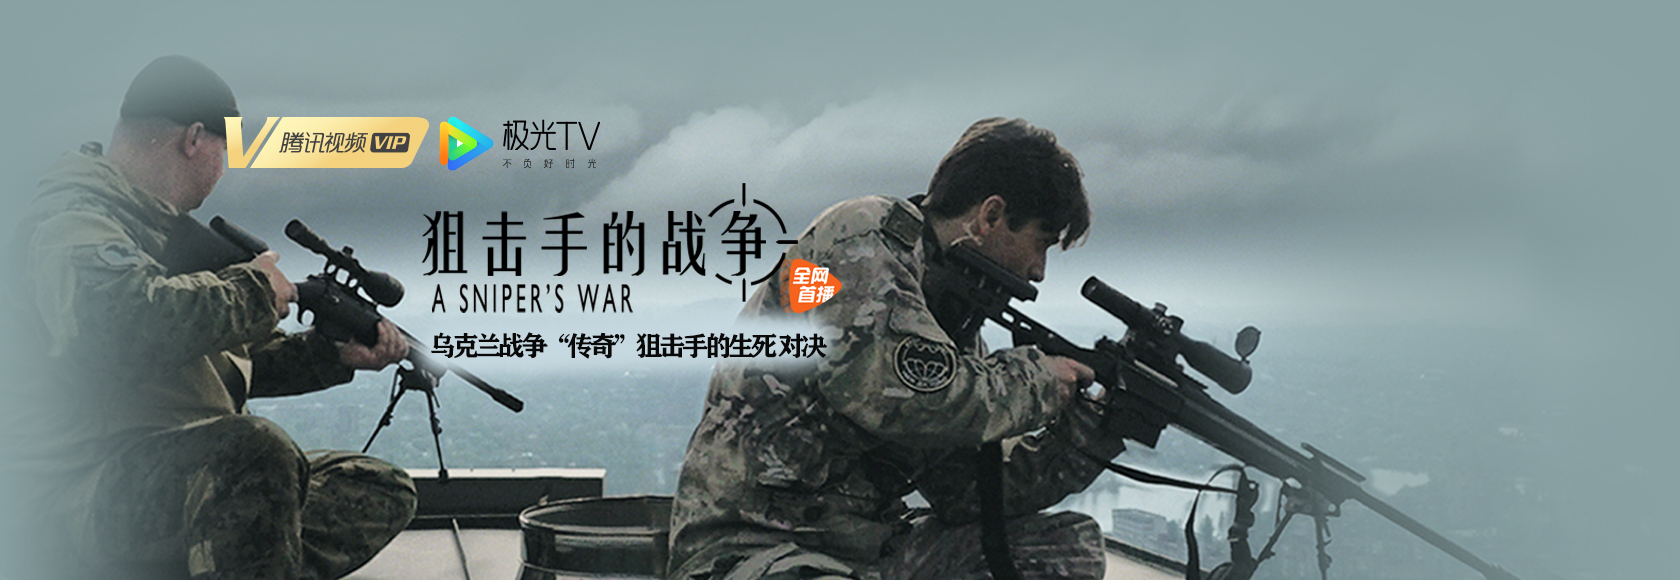 腾讯视频 VIP
极光TV
不负好时光
狙击手的战争
A SNIPER'S WAR
全网
首播
乌克兰战争“传奇”狙击手的生死对决